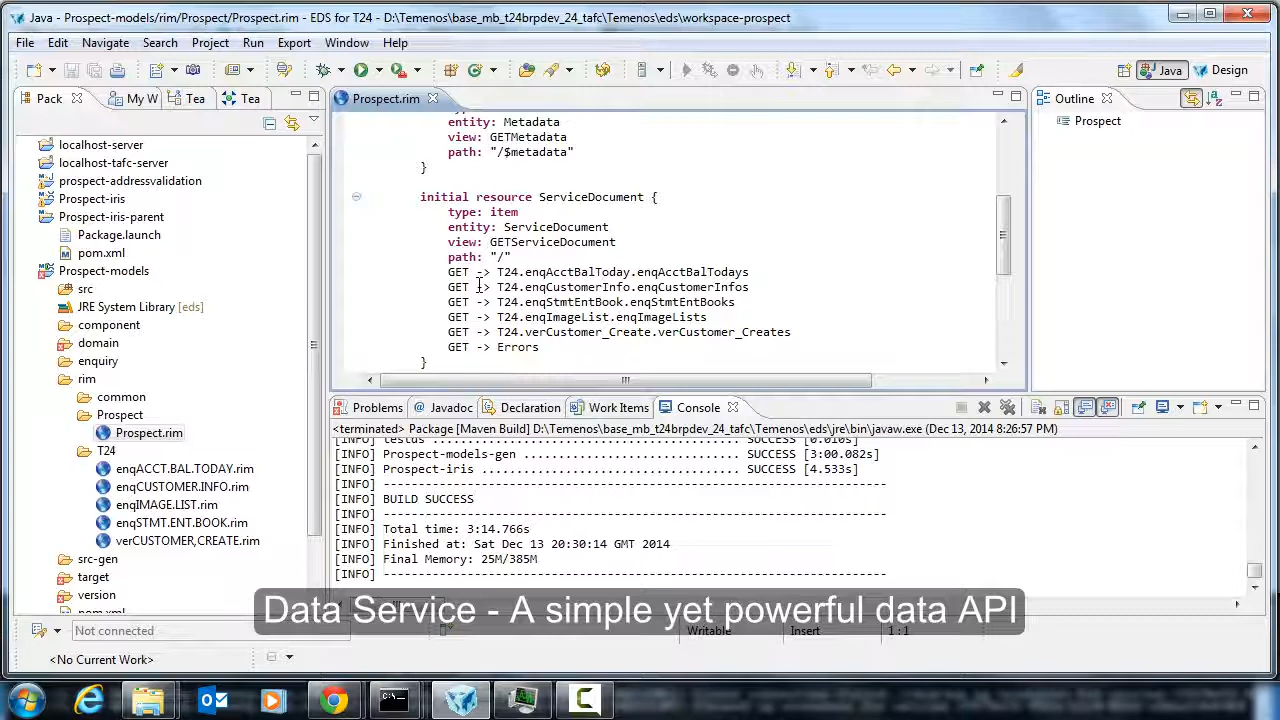 Java - Prospect-models/rim/Prospect/Prospect.rim - EDS for T24 - D:\Temenos\base_mb_t24brpdev_24_tafc\Temenos\eds\workspace-prospect
File Edit Navigate Search Project Run Export Window Help
Java Design
Pack My W Tea Tea
localhost-server
localhost-tafc-server
prospect-addressvalidation
Prospect-iris
Prospect-iris-parent
Package.launch
pom.xml
Prospect-models
src
JRE System Library [eds]
component
domain
enquiry
rim
common
Prospect
Prospect.rim
T24
enqACCT.BAL.TODAY.rim
enqCUSTOMER.INFO.rim
enqIMAGE.LIST.rim
enqSTMT.ENT.BOOK.rim
verCUSTOMER,CREATE.rim
src-gen
target
version
pom.xml
Prospect.rim
entity: Metadata
view: GETMetadata
path: "/$metadata"
}
initial resource ServiceDocument {
type: item
entity: ServiceDocument
view: GETServiceDocument
path: "/"
GET -> T24.enqAcctBalToday.enqAcctBalTodays
GET -> T24.enqCustomerInfo.enqCustomerInfos
GET -> T24.enqStmtEntBook.enqStmtEntBooks
GET -> T24.enqImageList.enqImageLists
GET -> T24.verCustomer_Create.verCustomer_Creates
GET -> Errors
}
Outline
Prospect
Problems Javadoc Declaration Work Items Console
<terminated> Package [Maven Build] D:\Temenos\base_mb_t24brpdev_24_tafc\Temenos\eds\jre\bin\javaw.exe (Dec 13, 2014 8:26:57 PM)
[INFO] testds ....................................... SUCCESS [0.010s]
[INFO] Prospect-models-gen ............................. SUCCESS [3:00.082s]
[INFO] Prospect-iris ................................... SUCCESS [4.533s]
[INFO] ------------------------------------------------------------------------
[INFO] BUILD SUCCESS
[INFO] ------------------------------------------------------------------------
[INFO] Total time: 3:14.766s
[INFO] Finished at: Sat Dec 13 20:30:14 GMT 2014
[INFO] Final Memory: 25M/385M
[INFO] ------------------------------------------------------------------------
Data Service - A simple yet powerful data API
Not connected
Writable Insert 1 : 1
<No Current Work>